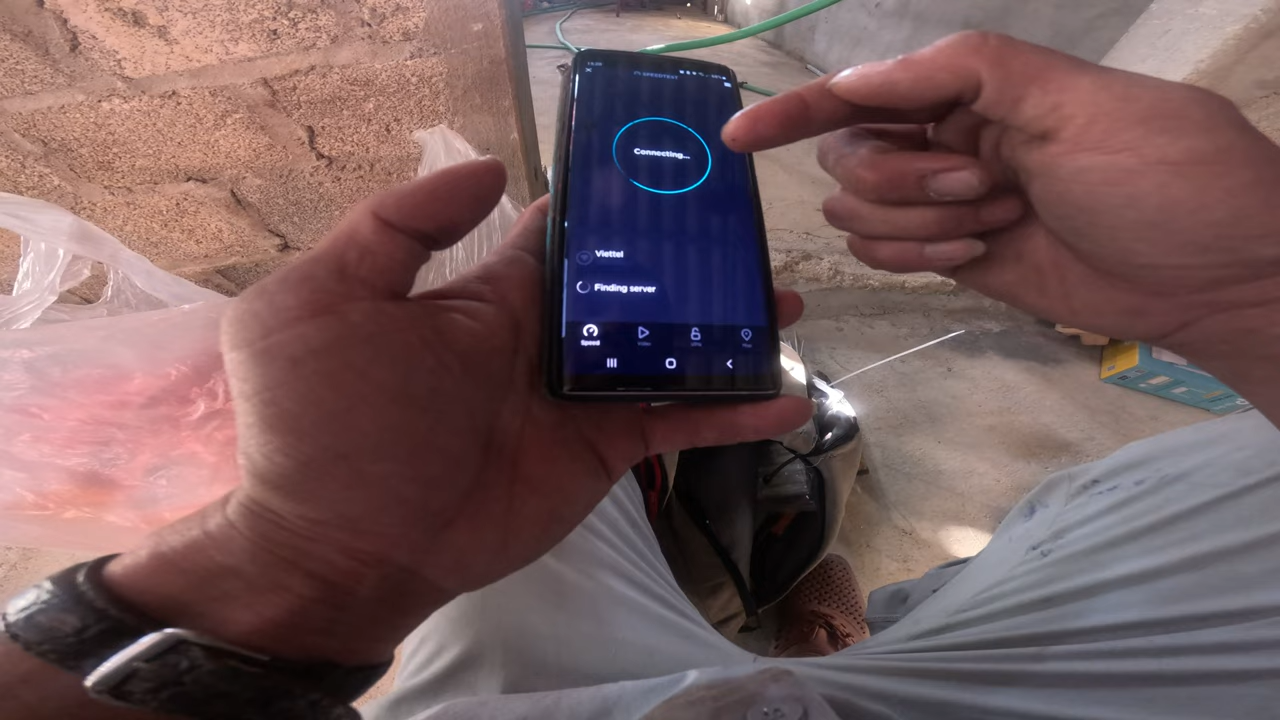 SPEEDTEST
Connecting...
Viettel
Finding server
Speed
Video
VPN
Map